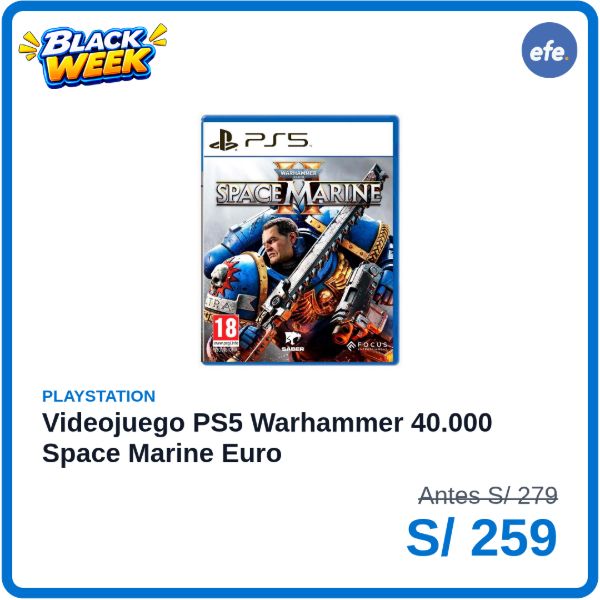 BLACK
WEEK
efe.
PS5
WARHAMMER
SPACE MARINE
II
18
SABER
FOCUS
PLAYSTATION
Videojuego PS5 Warhammer 40.000
Space Marine Euro
Antes S/ 279
S/ 259